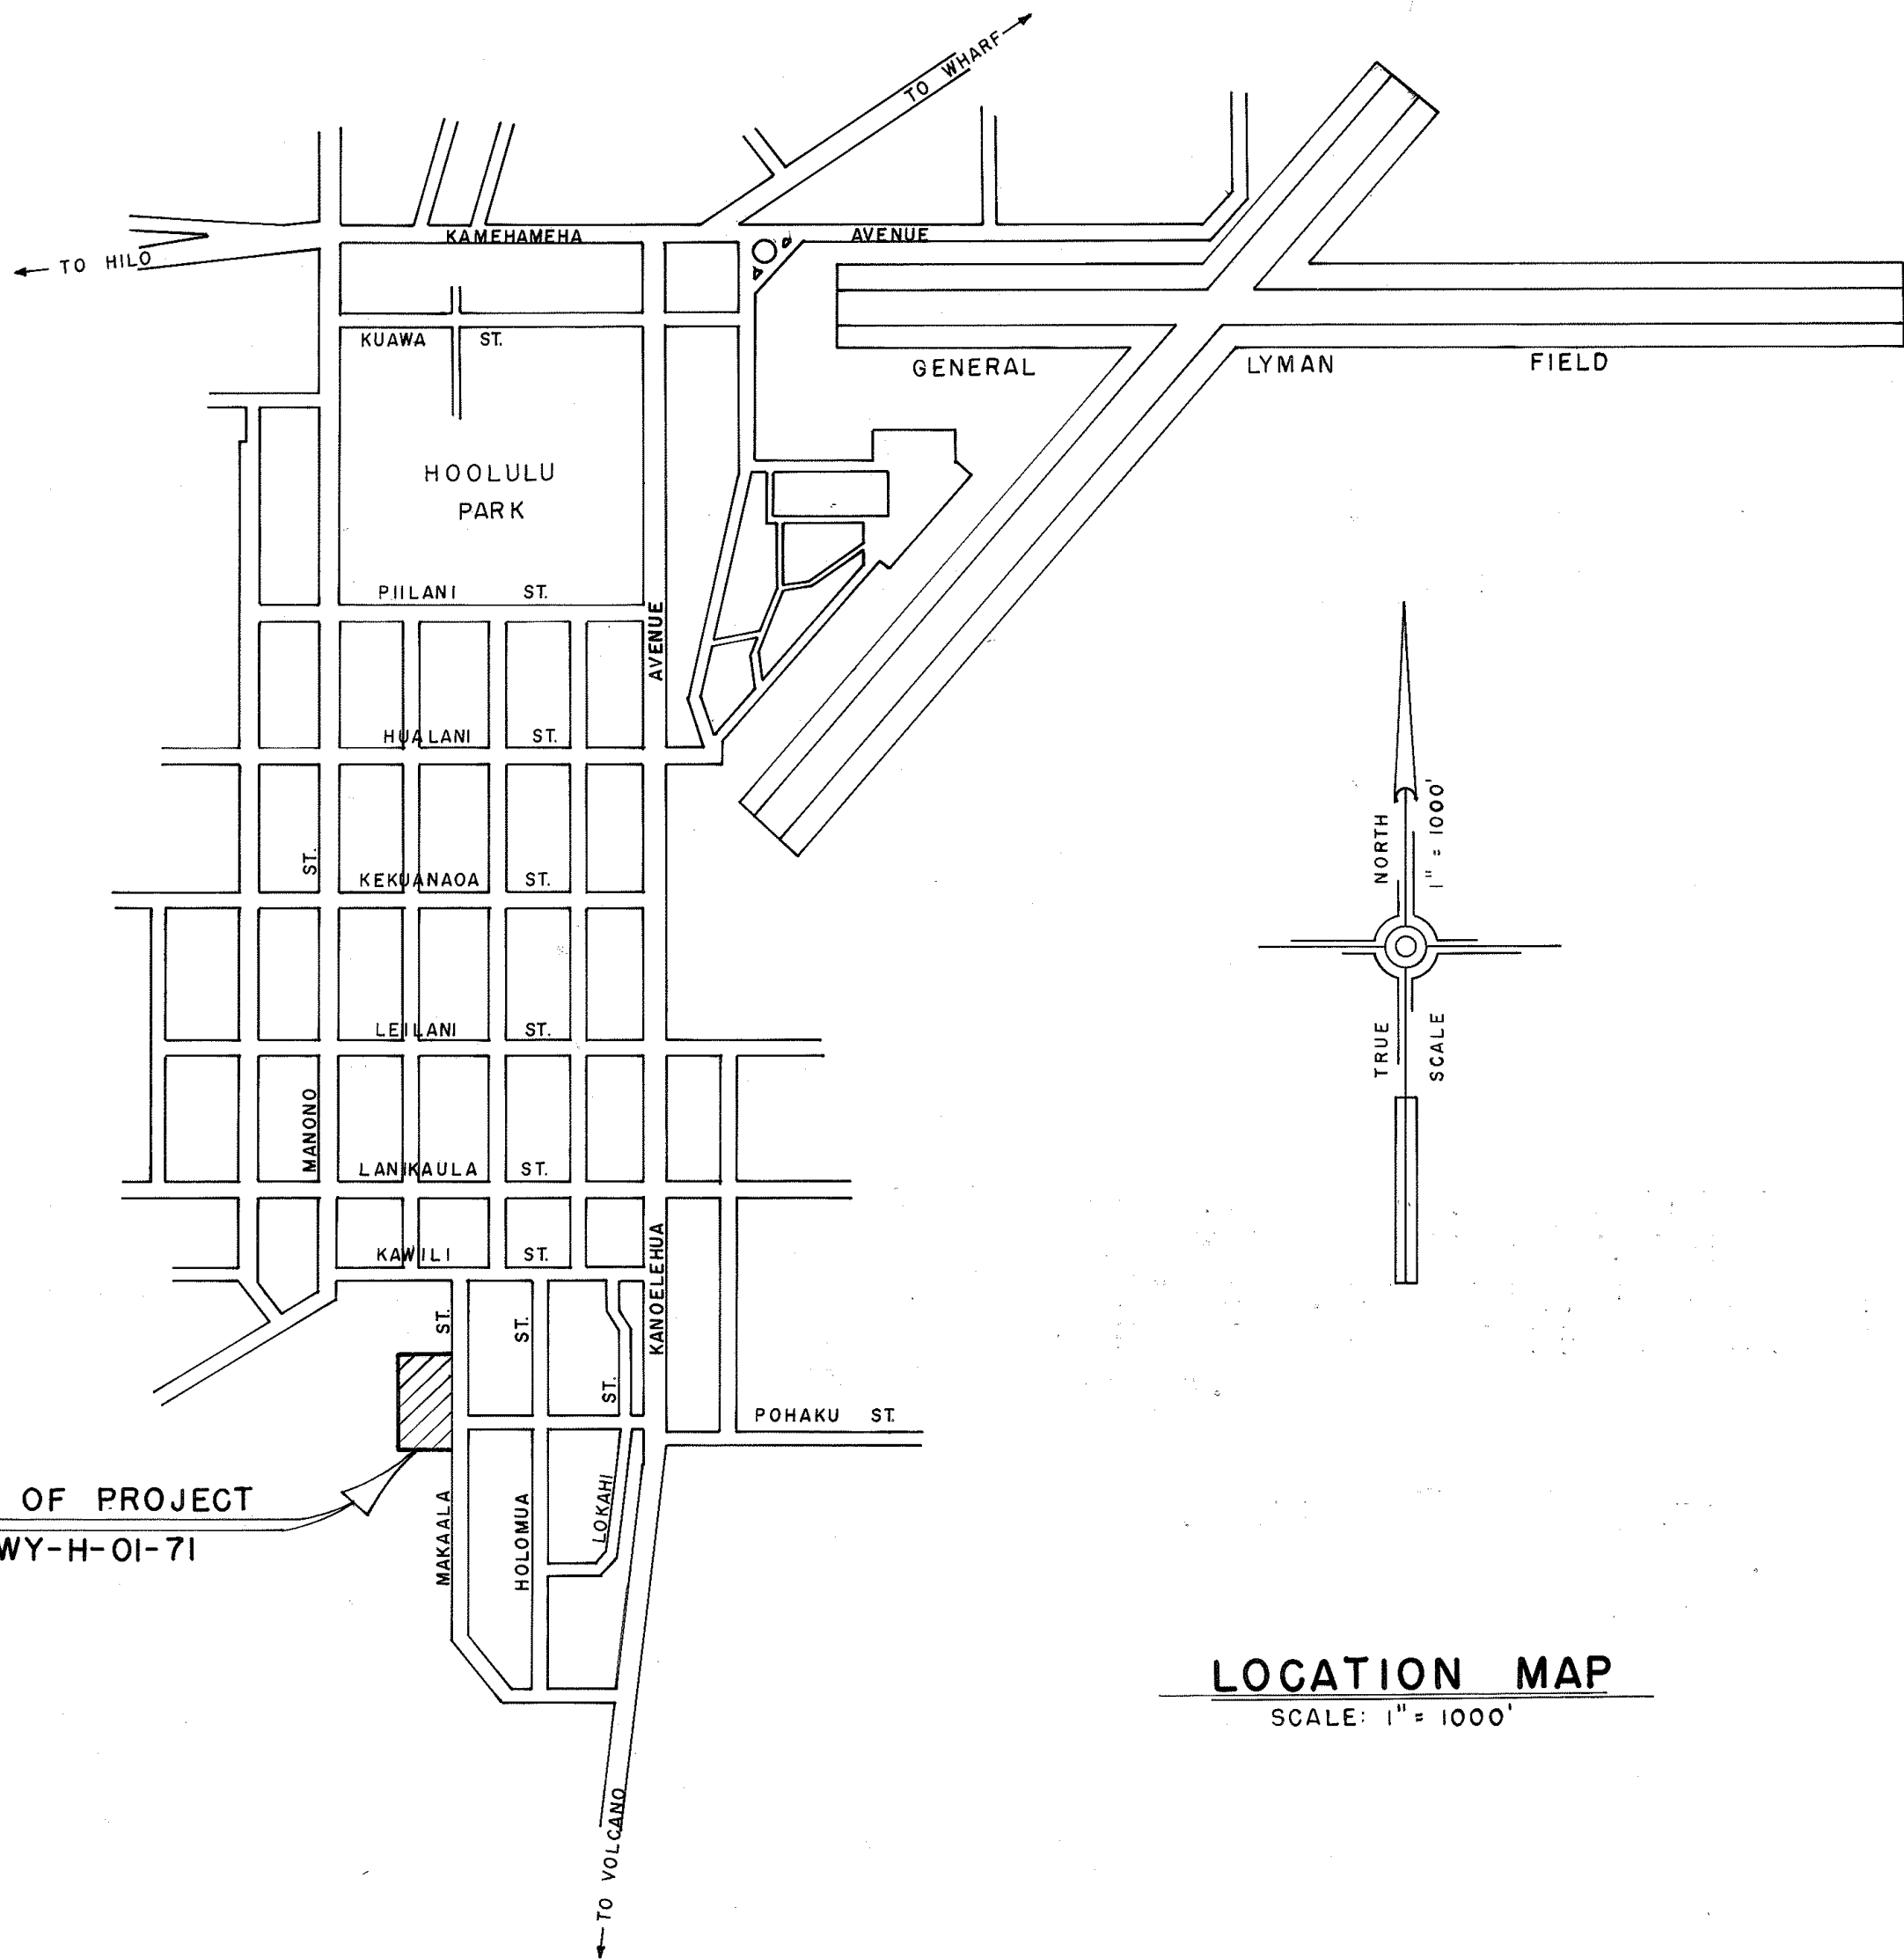 TO WHARF
KAMEHAMEHA AVENUE
TO HILO
KUAWA ST.
GENERAL LYMAN FIELD
HOOLULU
PARK
PIILANI ST.
AVENUE
HUALANI ST.
ST.
KEKUANAOA ST.
LEILANI ST.
MANONO
LANIKAULA ST.
KAWILI ST.
KANOELEHUA
ST.
ST.
ST.
POHAKU ST.
OF PROJECT
WY-H-01-71
MAKAALA
HOLOMUA
LOKAHI
TO VOLCANO
TRUE NORTH
SCALE 1" = 1000'
LOCATION MAP
SCALE: 1" = 1000'